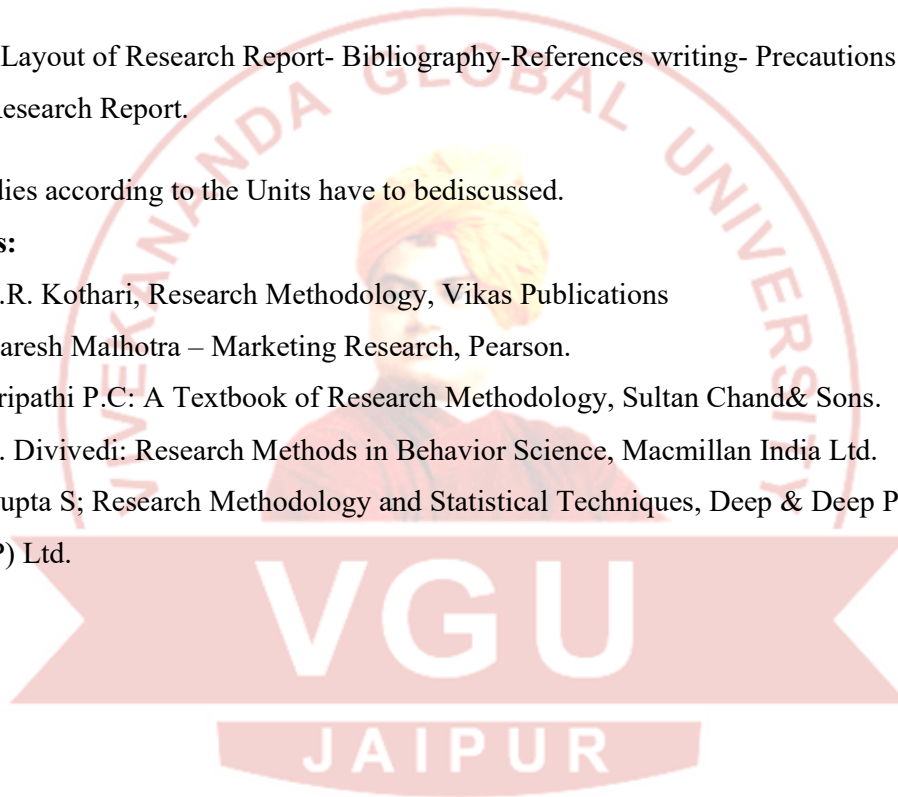 Layout of Research Report- Bibliography-References writing- Precautions
Research Report.
dies according to the Units have to bediscussed.
s:
.R. Kothari, Research Methodology, Vikas Publications
aresh Malhotra – Marketing Research, Pearson.
ripathi P.C: A Textbook of Research Methodology, Sultan Chand& Sons.
. Divivedi: Research Methods in Behavior Science, Macmillan India Ltd.
upta S; Research Methodology and Statistical Techniques, Deep & Deep P
P) Ltd.
VIVEKANANDA GLOBAL UNIVERSITY
VGU
JAIPUR